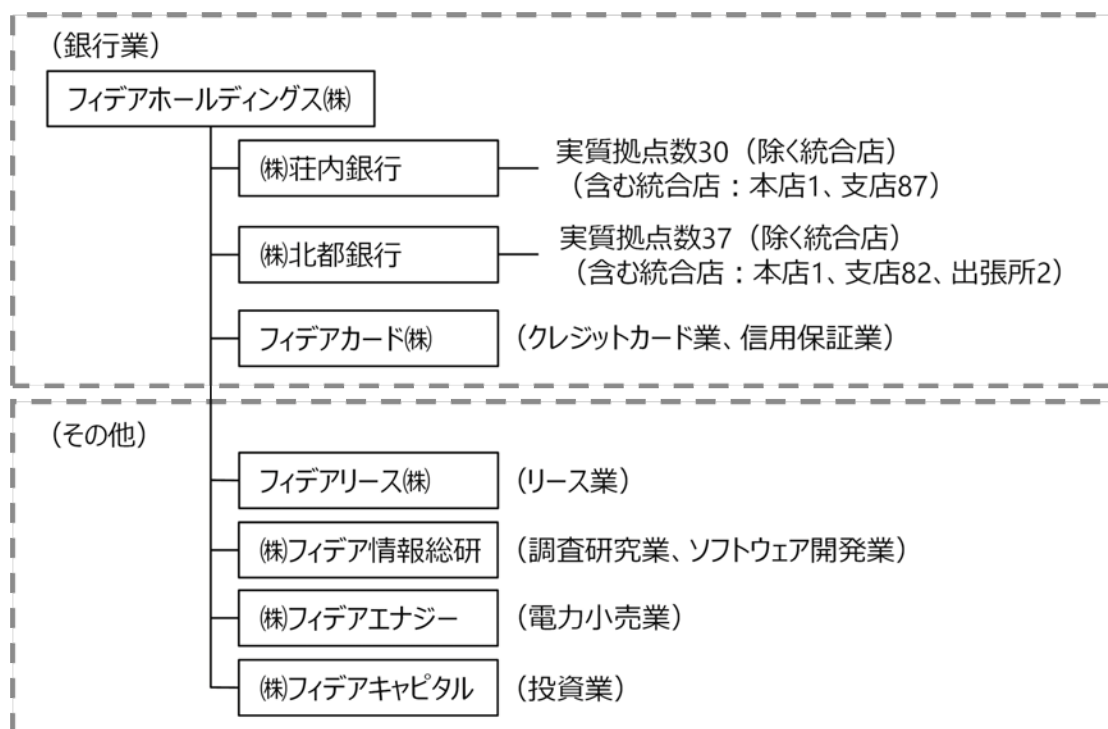 （銀行業）
フィデアホールディングス㈱
㈱荘内銀行
実質拠点数30（除く統合店）
（含む統合店：本店1、支店87）
㈱北都銀行
実質拠点数37（除く統合店）
（含む統合店：本店1、支店82、出張所2）
フィデアカード㈱
（クレジットカード業、信用保証業）
（その他）
フィデアリース㈱
（リース業）
㈱フィデア情報総研
（調査研究業、ソフトウェア開発業）
㈱フィデアエナジー
（電力小売業）
㈱フィデアキャピタル
（投資業）